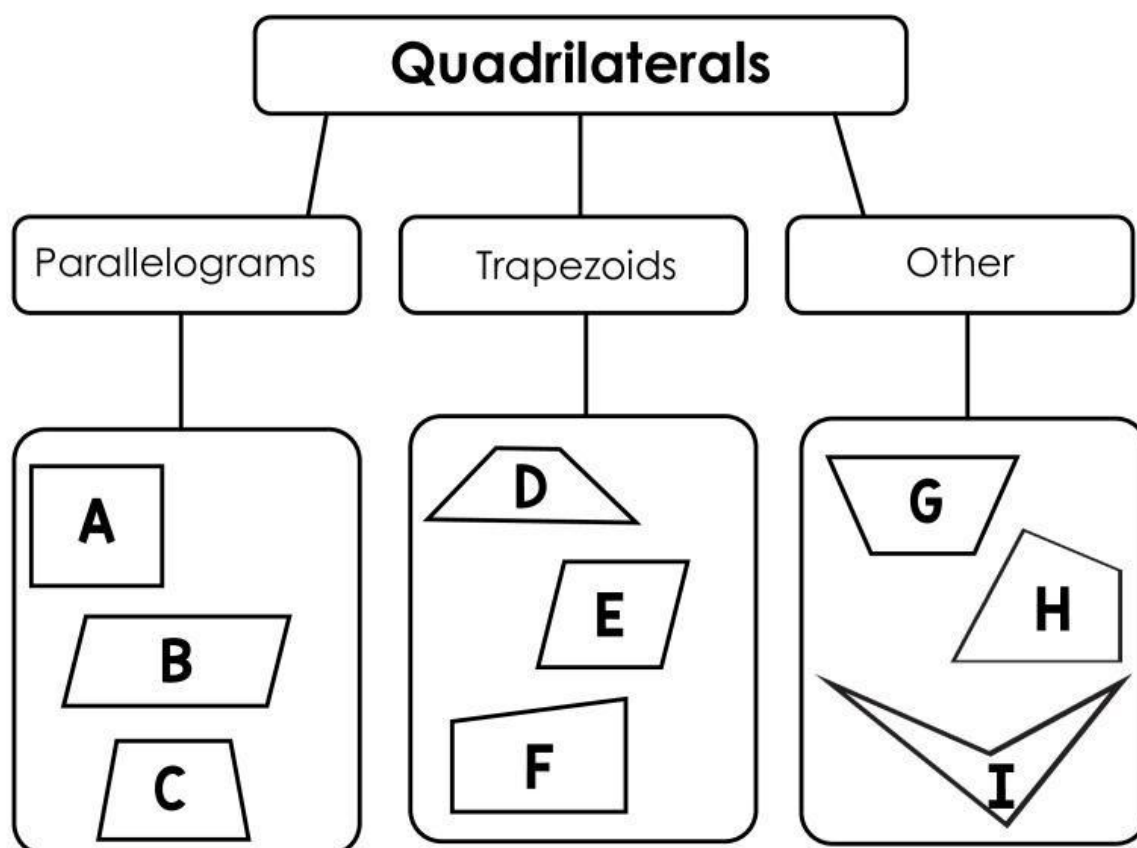 Quadrilaterals
Parallelograms
Trapezoids
Other
A
B
C
D
E
F
G
H
I